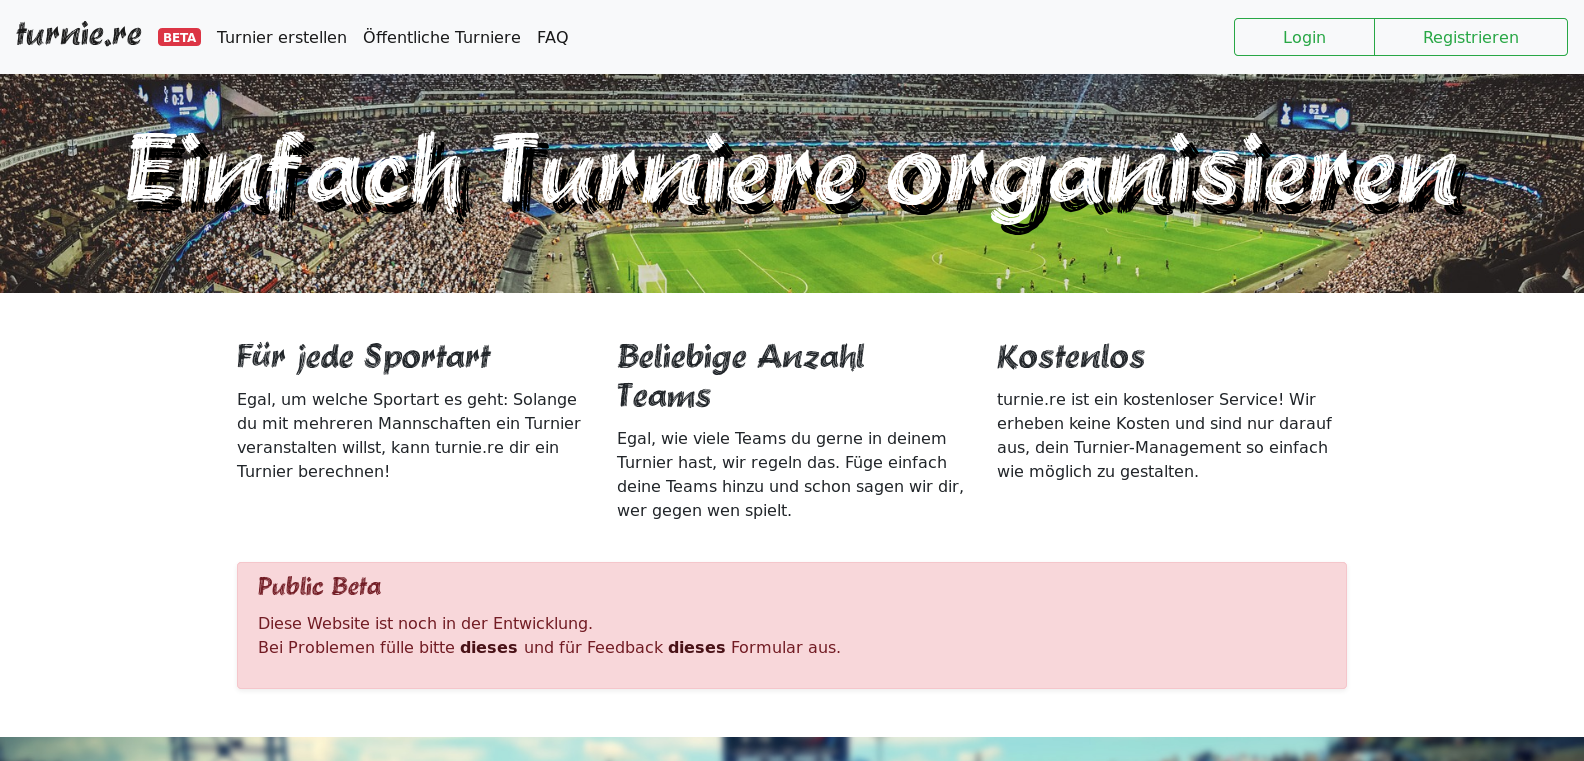 turnie.re BETA Turnier erstellen Öffentliche Turniere FAQ Login Registrieren
Einfach Turniere organisieren
Für jede Sportart
Egal, um welche Sportart es geht: Solange
du mit mehreren Mannschaften ein Turnier
veranstalten willst, kann turnie.re dir ein
Turnier berechnen!
Beliebige Anzahl
Teams
Egal, wie viele Teams du gerne in deinem
Turnier hast, wir regeln das. Füge einfach
deine Teams hinzu und schon sagen wir dir,
wer gegen wen spielt.
Kostenlos
turnie.re ist ein kostenloser Service! Wir
erheben keine Kosten und sind nur darauf
aus, dein Turnier-Management so einfach
wie möglich zu gestalten.
Public Beta
Diese Website ist noch in der Entwicklung.
Bei Problemen fülle bitte dieses und für Feedback dieses Formular aus.